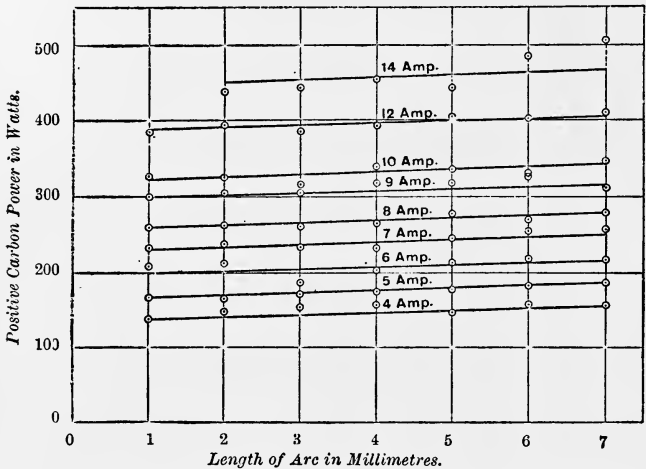 Positive Carbon Power in Watts.
500
400
300
200
103
0
14 Amp.
12 Amp.
10 Amp.
9 Amp.
8 Amp.
7 Amp.
6 Amp.
5 Amp.
4 Amp.
0 1 2 3 4 5 6 7
Length of Arc in Millimetres.